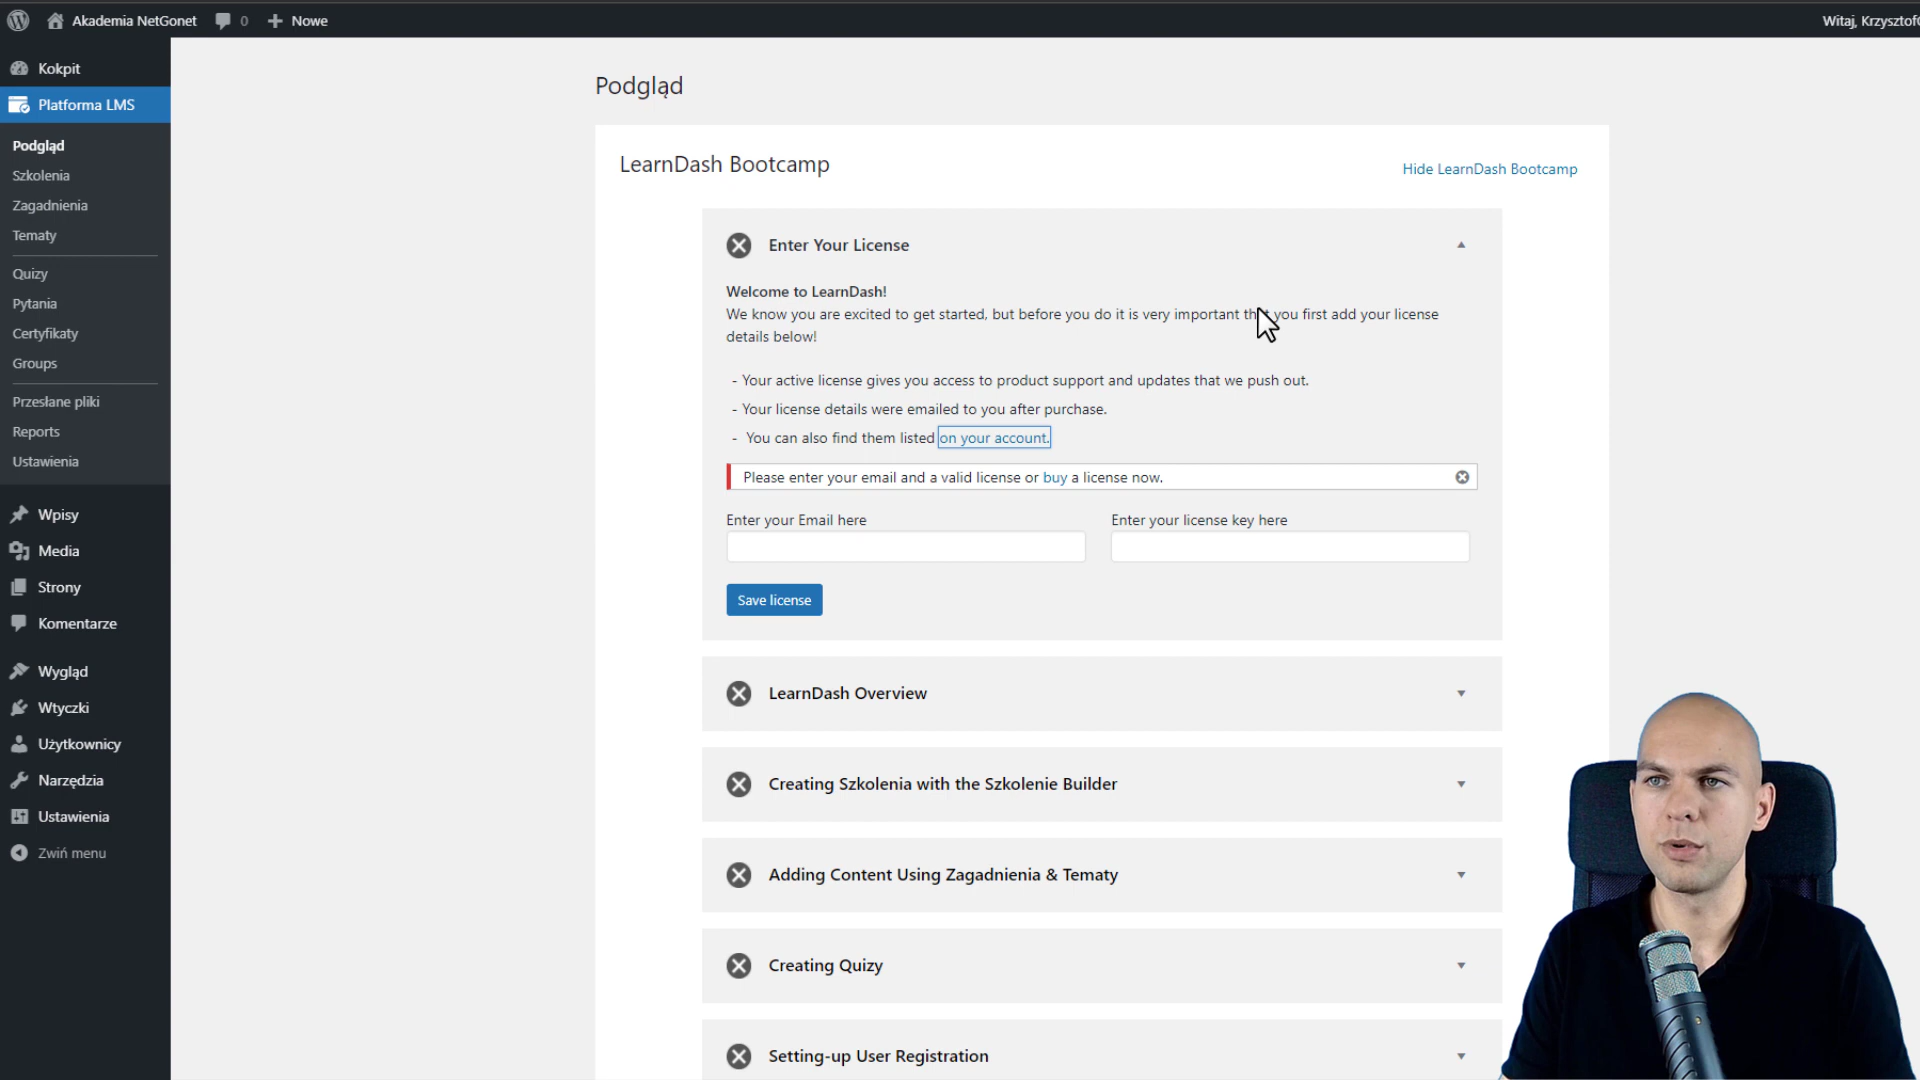 Akademia NetGonet
0
Nowe
Witaj, Krzysztof
Kokpit
Platforma LMS
Podgląd
Szkolenia
Zagadnienia
Tematy
Quizy
Pytania
Certyfikaty
Groups
Przesłane pliki
Reports
Ustawienia
Wpisy
Media
Strony
Komentarze
Wygląd
Wtyczki
Użytkownicy
Narzędzia
Ustawienia
Zwiń menu
Podgląd
LearnDash Bootcamp
Hide LearnDash Bootcamp
Enter Your License
Welcome to LearnDash!
We know you are excited to get started, but before you do it is very important that you first add your license
details below!
- Your active license gives you access to product support and updates that we push out.
- Your license details were emailed to you after purchase.
- You can also find them listed on your account.
Please enter your email and a valid license or buy a license now.
Enter your Email here
Enter your license key here
Save license
LearnDash Overview
Creating Szkolenia with the Szkolenie Builder
Adding Content Using Zagadnienia & Tematy
Creating Quizy
Setting-up User Registration